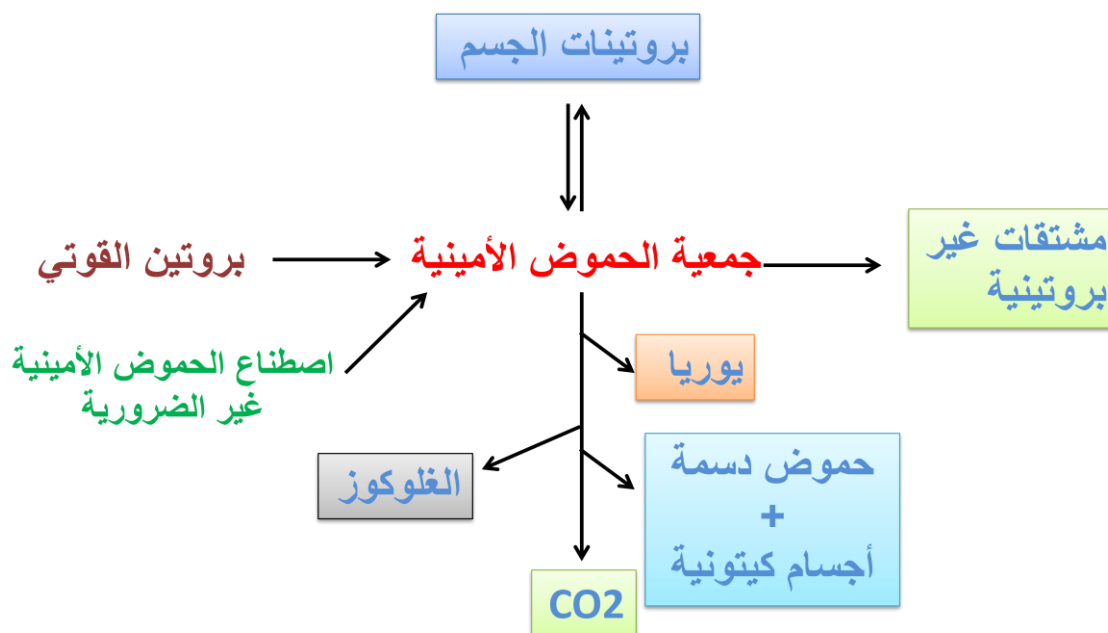 بروتينات الجسم
مشتقات غير
بروتينية
جمعية الحموض الأمينية
بروتين القوتي
اصطناع الحموض الأمينية
غير الضرورية
يوريا
الغلوكوز
حموض دسمة
+
أجسام كيتونية
CO2